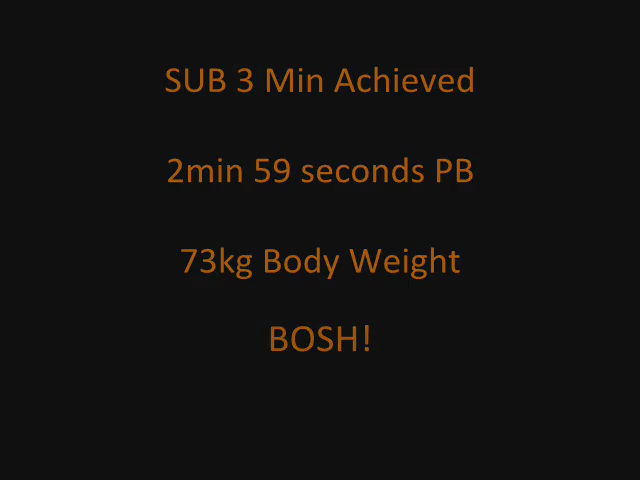 SUB 3 Min Achieved
2min 59 seconds PB
73kg Body Weight
BOSH!